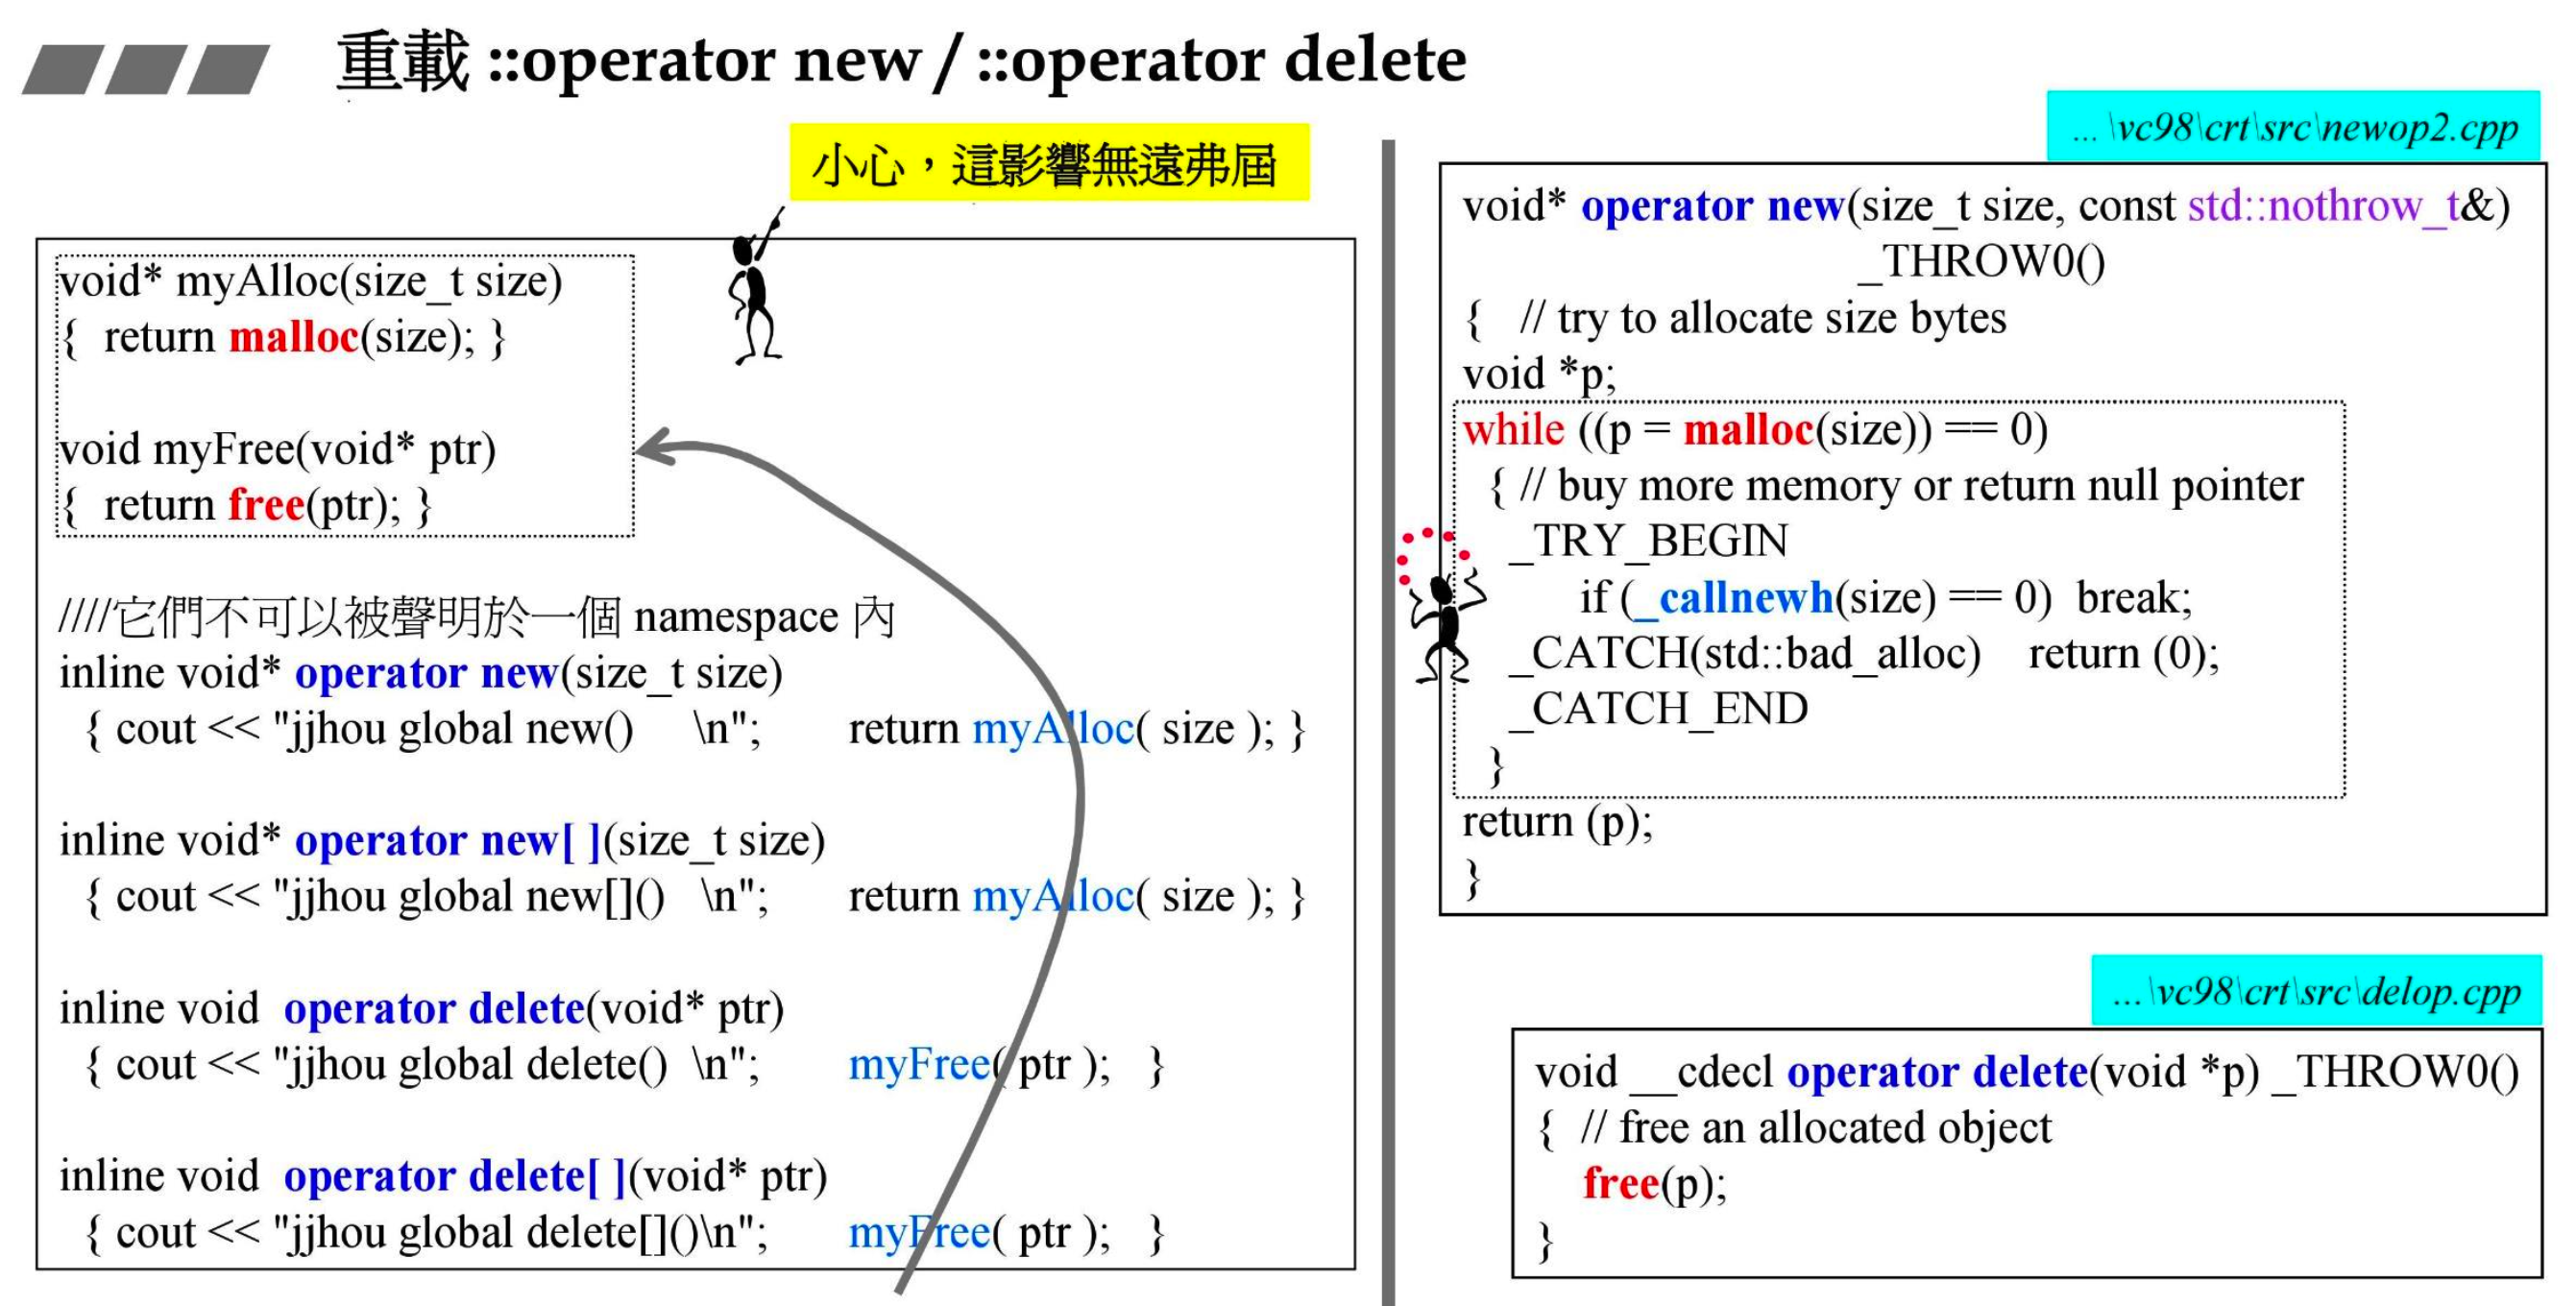 重載 ::operator new / ::operator delete
小心，這影響無遠弗屆
void* myAlloc(size_t size)
{ return malloc(size); }
void myFree(void* ptr)
{ return free(ptr); }
////它們不可以被聲明於一個 namespace 內
inline void* operator new(size_t size)
{ cout << "jjhou global new() \n"; return myAlloc( size ); }
inline void* operator new[ ](size_t size)
{ cout << "jjhou global new[]() \n"; return myAlloc( size ); }
inline void operator delete(void* ptr)
{ cout << "jjhou global delete() \n"; myFree( ptr ); }
inline void operator delete[ ](void* ptr)
{ cout << "jjhou global delete[]()\n"; myFree( ptr ); }
...\vc98\crt\src\newop2.cpp
void* operator new(size_t size, const std::nothrow_t&)
_THROW0()
{ // try to allocate size bytes
void *p;
while ((p = malloc(size)) == 0)
{ // buy more memory or return null pointer
_TRY_BEGIN
if (_callnewh(size) == 0) break;
_CATCH(std::bad_alloc) return (0);
_CATCH_END
}
return (p);
}
...\vc98\crt\src\delop.cpp
void __cdecl operator delete(void *p) _THROW0()
{ // free an allocated object
free(p);
}